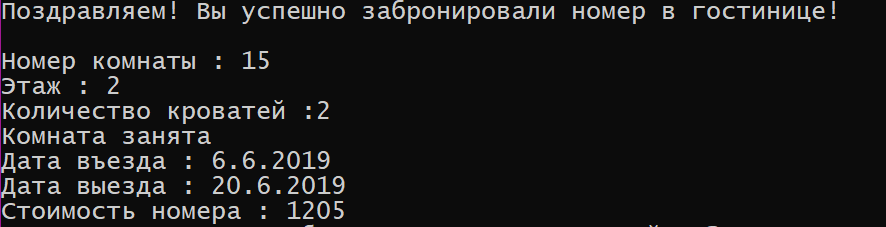 Поздравляем! Вы успешно забронировали номер в гостинице!
Номер комнаты : 15
Этаж : 2
Количество кроватей :2
Комната занята
Дата въезда : 6.6.2019
Дата выезда : 20.6.2019
Стоимость номера : 1205